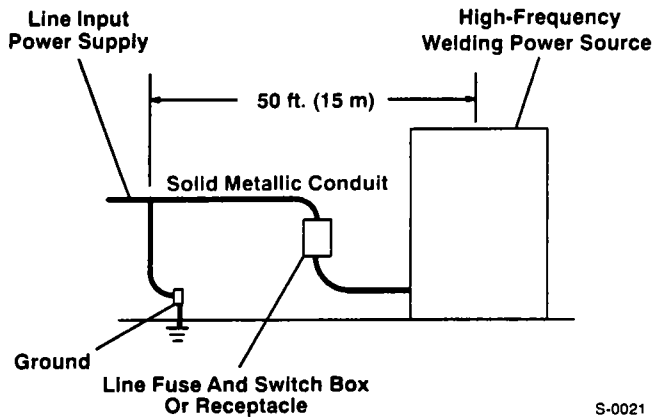 Line Input
Power Supply
High-Frequency
Welding Power Source
50 ft. (15 m)
Solid Metallic Conduit
Ground
Line Fuse And Switch Box
Or Receptacle
S-0021